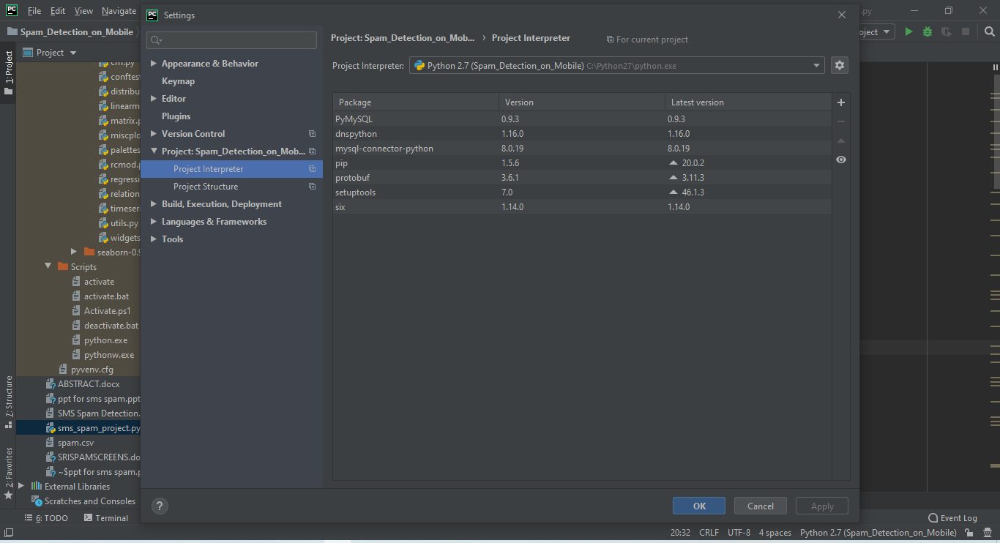 PC File Edit View Navigate
PC Settings
.py
Spam_Detection_on_Mobile
oject
1: Project
Project
cm.py
conftest
distribu
linearm
matrix.p
miscplo
palettes
rcmod.p
regressi
relation
timeser
utils.py
widgets
seaborn-0.9
Scripts
activate
activate.bat
Activate.ps1
deactivate.bat
python.exe
pythonw.exe
pyvenv.cfg
ABSTRACT.docx
ppt for sms spam.ppt
SMS Spam Detection.
sms_spam_project.py
spam.csv
SRISPAMSCREENS.do
~$ppt for sms spam.p
External Libraries
Scratches and Consoles
7: Structure
2: Favorites
Appearance & Behavior
Keymap
Editor
Plugins
Version Control
Project: Spam_Detection_on_Mob...
Project Interpreter
Project Structure
Build, Execution, Deployment
Languages & Frameworks
Tools
Project: Spam_Detection_on_Mob... › Project Interpreter For current project
Project Interpreter: Python 2.7 (Spam_Detection_on_Mobile) C:\Python27\python.exe
Package Version Latest version
PyMySQL 0.9.3 0.9.3
dnspython 1.16.0 1.16.0
mysql-connector-python 8.0.19 8.0.19
pip 1.5.6 20.0.2
protobuf 3.6.1 3.11.3
setuptools 7.0 46.1.3
six 1.14.0 1.14.0
? OK Cancel Apply
6: TODO Terminal Event Log
20:32 CRLF UTF-8 4 spaces Python 2.7 (Spam_Detection_on_Mobile)